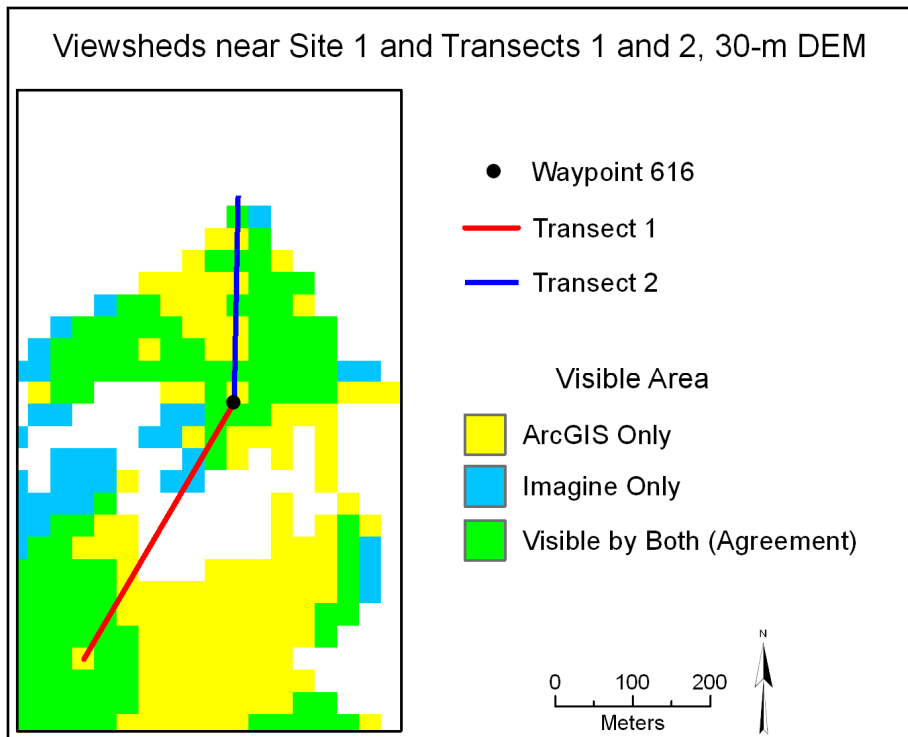 Viewsheds near Site 1 and Transects 1 and 2, 30-m DEM
Waypoint 616
Transect 1
Transect 2
Visible Area
ArcGIS Only
Imagine Only
Visible by Both (Agreement)
N
0 100 200
Meters